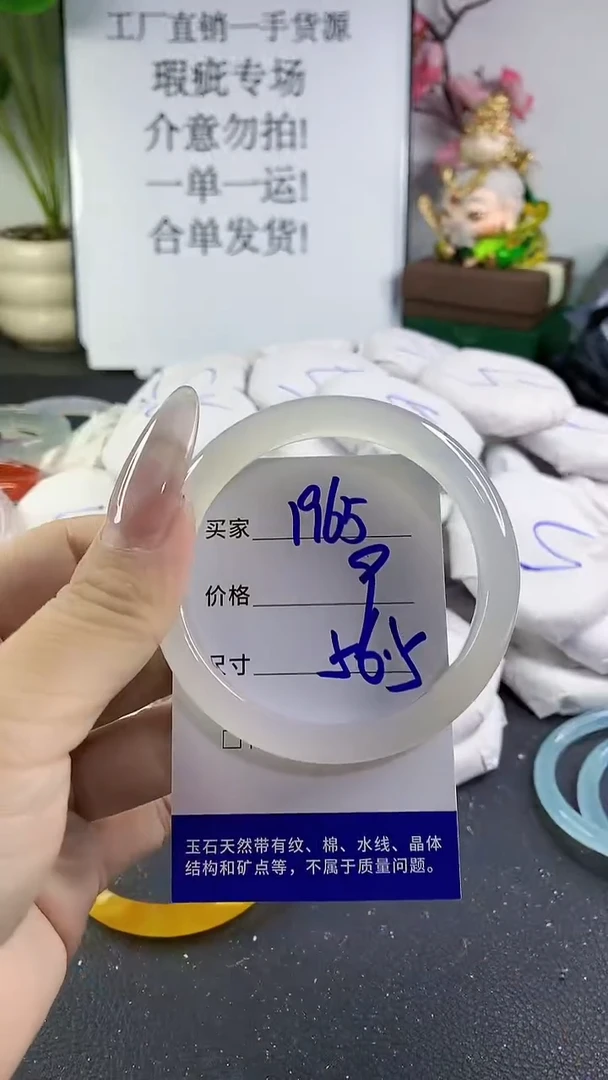 工厂直销一手货源
瑕疵专场
介意勿拍!
一单一运!
合单发货!
买家 1965
价格
尺寸 56.5
玉石天然带有纹、棉、水线、晶体
结构和矿点等，不属于质量问题。